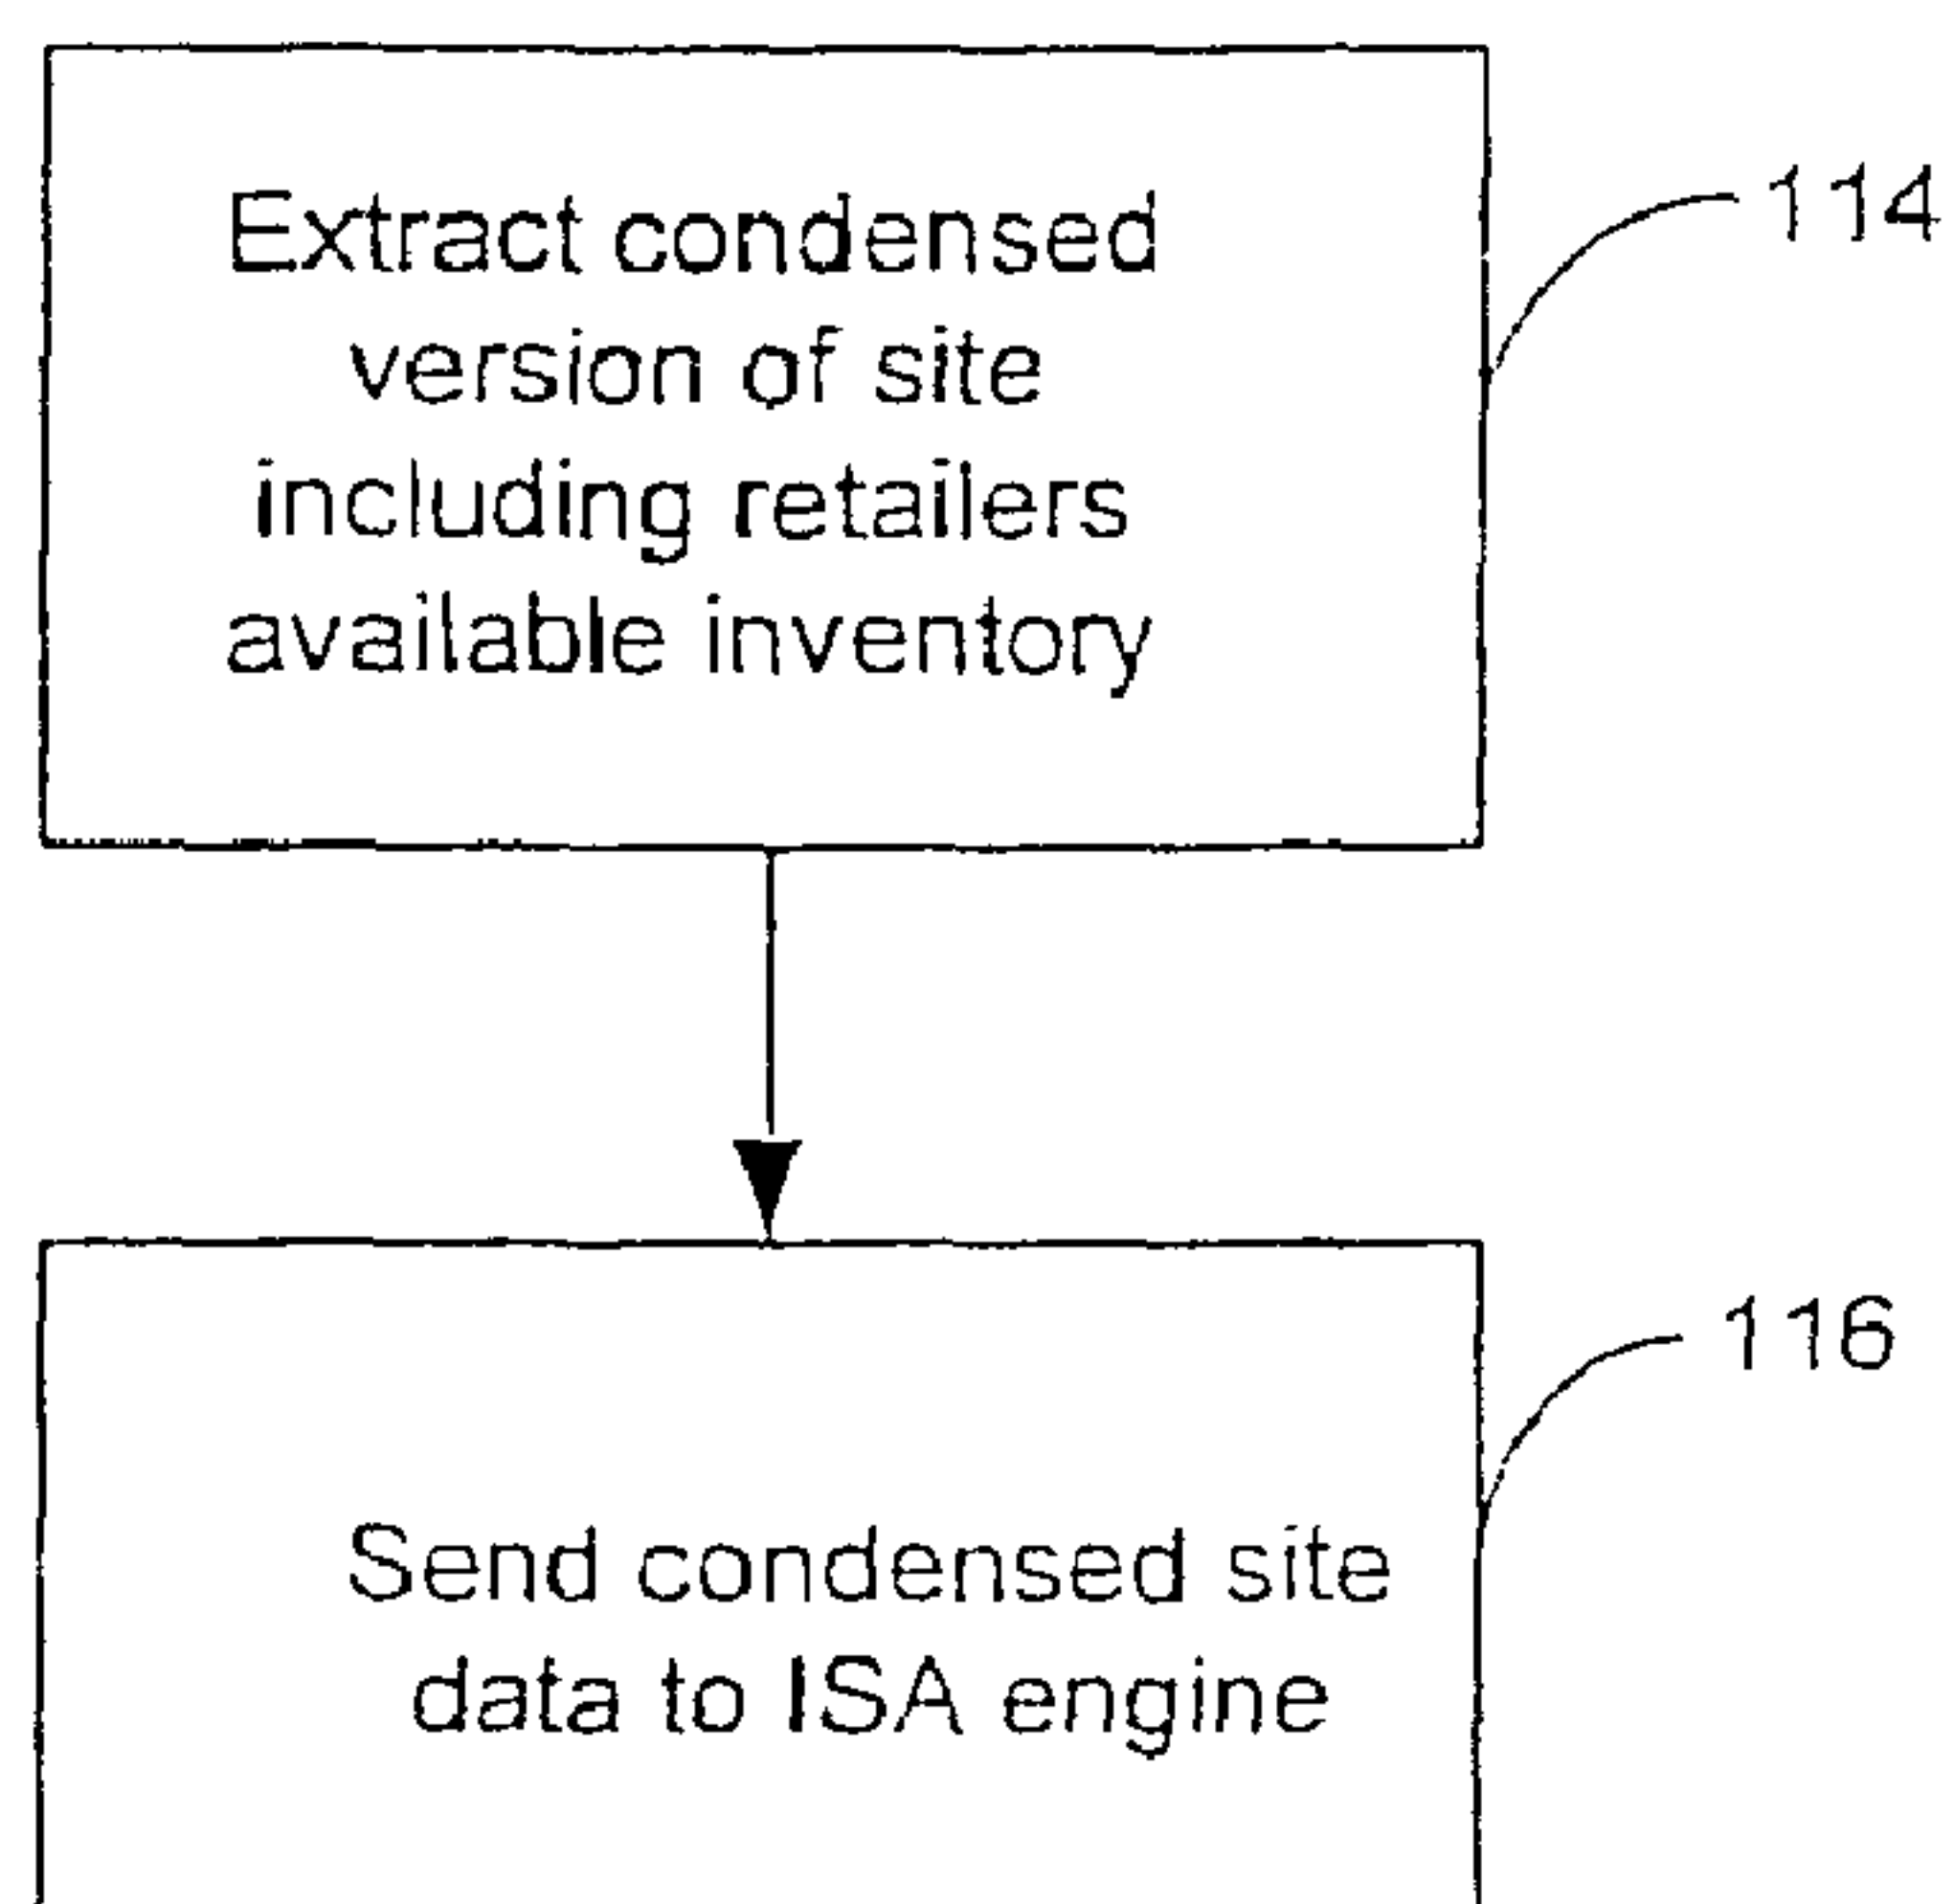 Extract condensed
version of site
including retailers
available inventory
114
Send condensed site
data to ISA engine
116